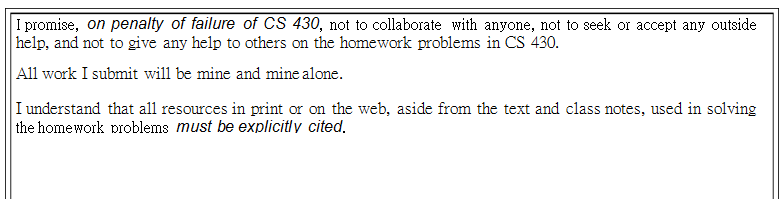 I promise, on penalty of failure of CS 430, not to collaborate with anyone, not to seek or accept any outside
help, and not to give any help to others on the homework problems in CS 430.
All work I submit will be mine and mine alone.
I understand that all resources in print or on the web, aside from the text and class notes, used in solving
the homework problems must be explicitly cited.